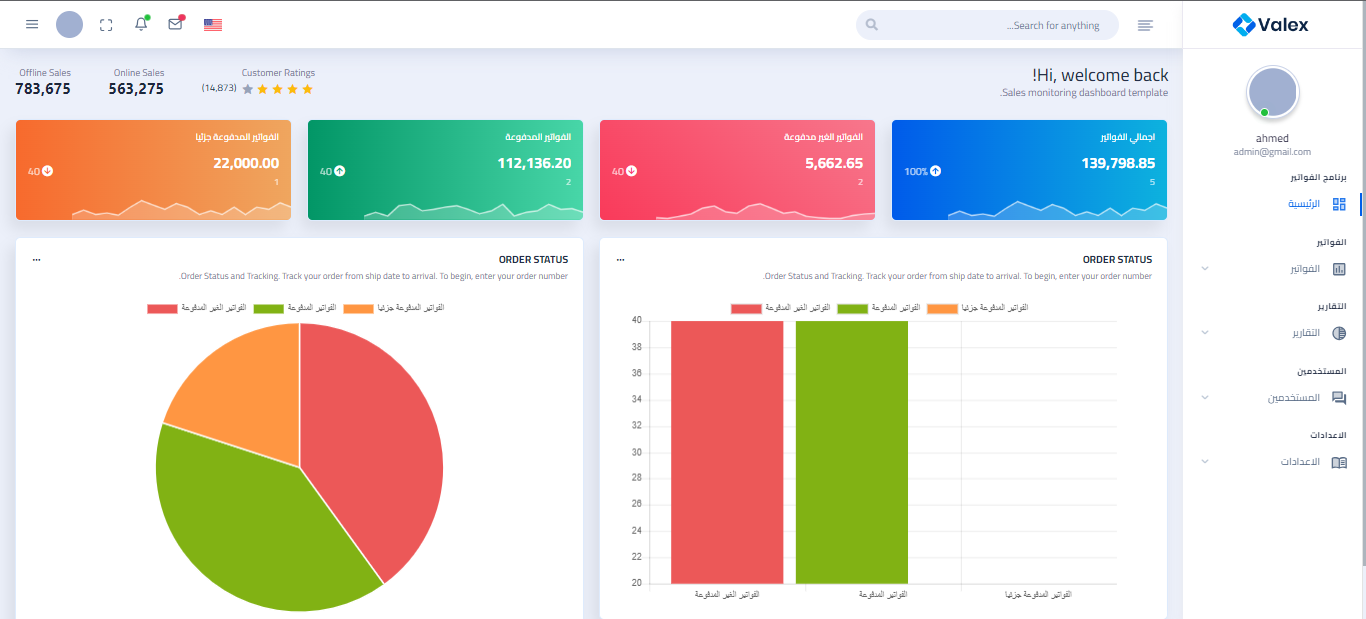 Valex
Search for anything...
ahmed
admin@gmail.com
برنامج الفواتير
الرئيسية
الفواتير
الفواتير
التقارير
التقارير
المستخدمين
المستخدمين
الاعدادات
الاعدادات
Hi, welcome back!
Sales monitoring dashboard template.
Customer Ratings
(14,873)
Online Sales
563,275
Offline Sales
783,675
اجمالي الفواتير
139,798.85
100%
5
الفواتير الغير مدفوعة
5,662.65
40
2
الفواتير المدفوعة
112,136.20
40
2
الفواتير المدفوعة جزئيا
22,000.00
40
1
ORDER STATUS
...
Order Status and Tracking. Track your order from ship date to arrival. To begin, enter your order number.
الفواتير الغير المدفوعة
الفواتير المدفوعة
الفواتير المدفوعة جزئيا
40
38
36
34
32
30
28
26
24
22
20
الفواتير الغير المدفوعة
الفواتير المدفوعة
الفواتير المدفوعة جزئيا
ORDER STATUS
...
Order Status and Tracking. Track your order from ship date to arrival. To begin, enter your order number.
الفواتير الغير المدفوعة
الفواتير المدفوعة
الفواتير المدفوعة جزئيا